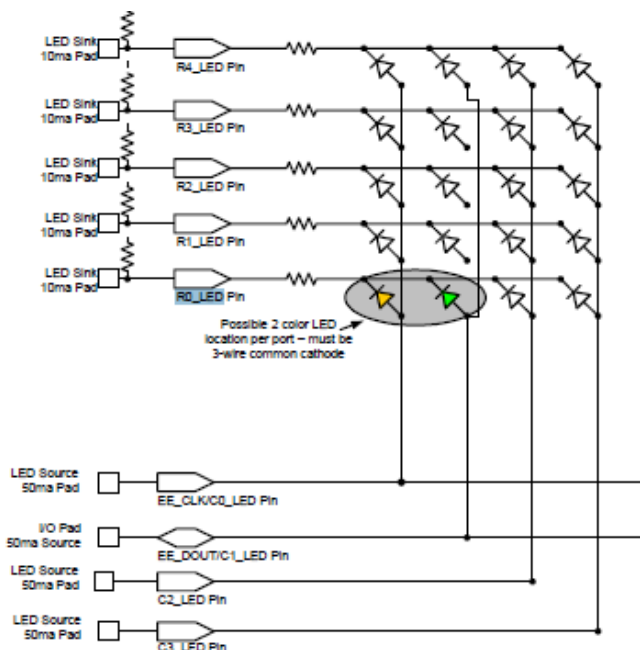 LED Sink
10ma Pad
R4_LED Pin
LED Sink
10ma Pad
R3_LED Pin
LED Sink
10ma Pad
R2_LED Pin
LED Sink
10ma Pad
R1_LED Pin
LED Sink
10ma Pad
R0_LED Pin
Possible 2 color LED
location per port – must be
3-wire common cathode
LED Source
50ma Pad
EE_CLK/C0_LED Pin
I/O Pad
50ma Source
EE_DOUT/C1_LED Pin
LED Source
50ma Pad
C2_LED Pin
LED Source
50ma Pad
C3_LED Pin